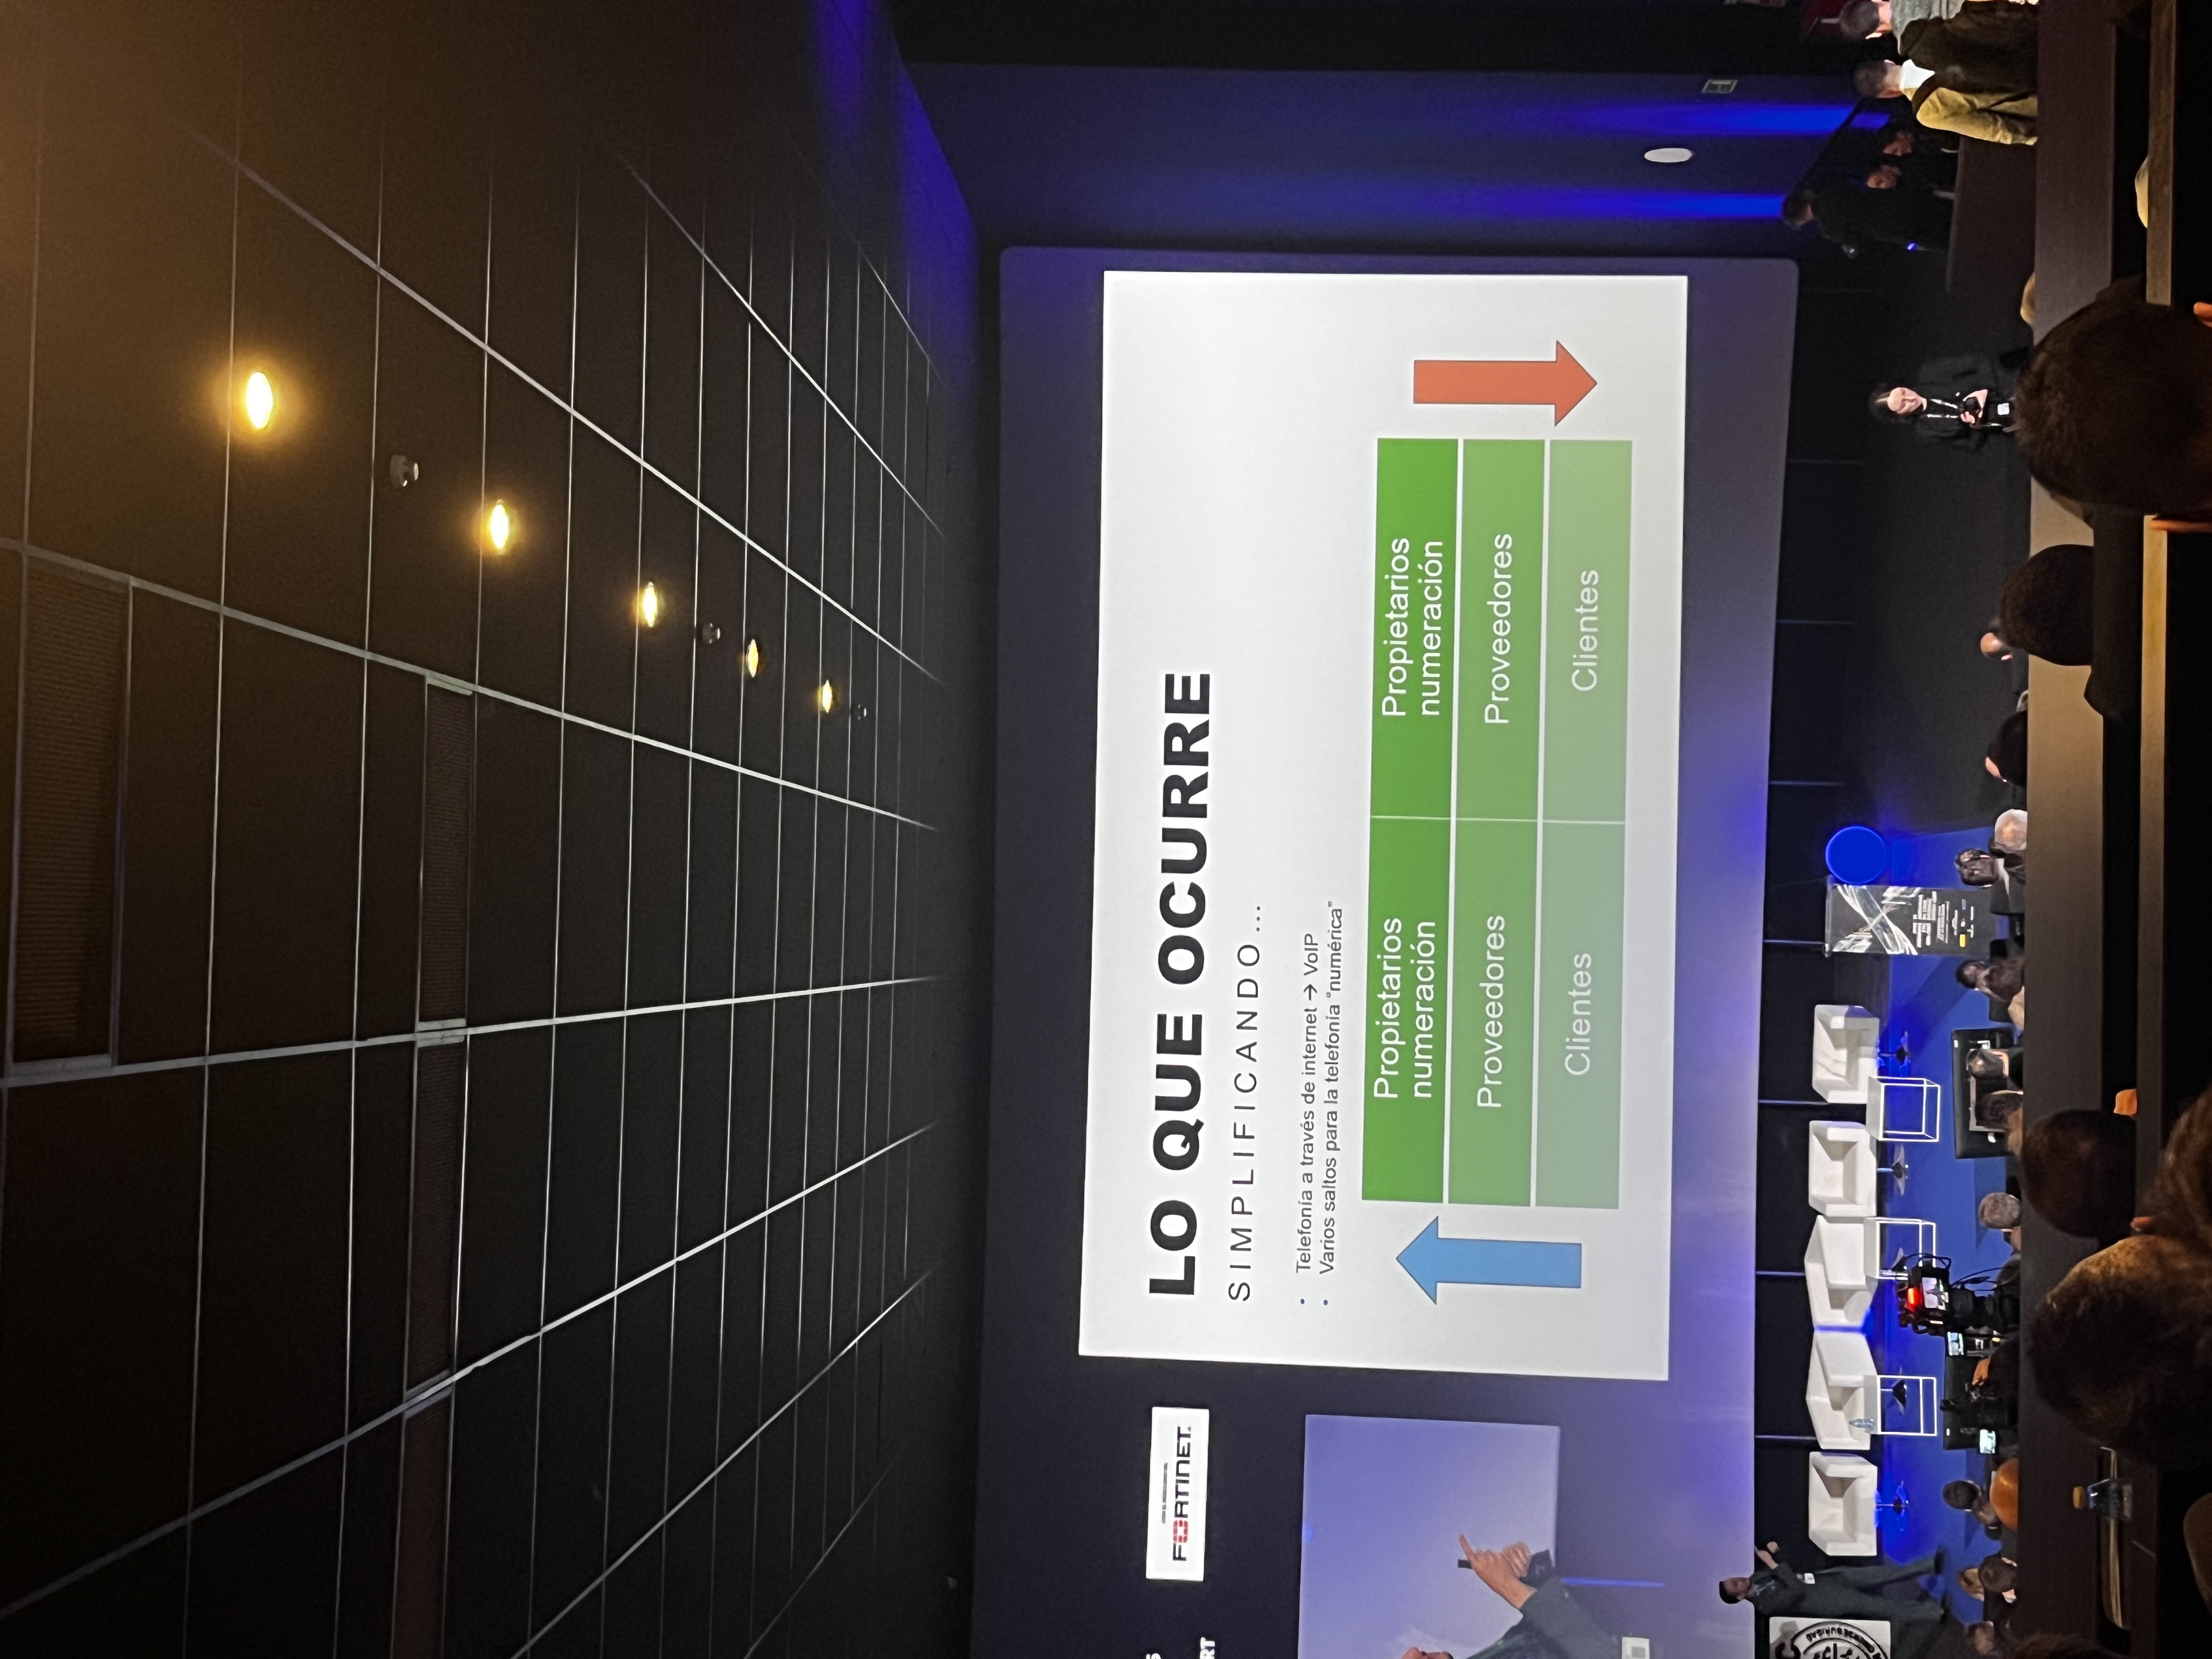 LO QUE OCURRE
SIMPLIFICANDO...
• Telefonía a través de internet → VoIP
• Varios saltos para la telefonía “numérica”
Propietarios
numeración
Propietarios
numeración
Proveedores
Proveedores
Clientes
Clientes
FORTINET
RT